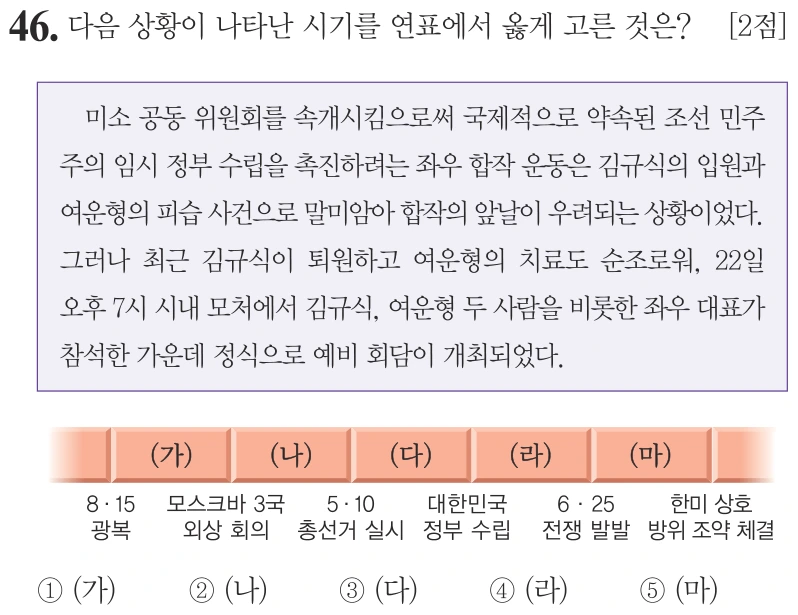 46. 다음 상황이 나타난 시기를 연표에서 옳게 고른 것은? [2점]
미소 공동 위원회를 속개시킴으로써 국제적으로 약속된 조선 민주
주의 임시 정부 수립을 촉진하려는 좌우 합작 운동은 김규식의 입원과
여운형의 피습 사건으로 말미암아 합작의 앞날이 우려되는 상황이었다.
그러나 최근 김규식이 퇴원하고 여운형의 치료도 순조로워, 22일
오후 7시 시내 모처에서 김규식, 여운형 두 사람을 비롯한 좌우 대표가
참석한 가운데 정식으로 예비 회담이 개최되었다.
(가) (나) (다) (라) (마)
8·15 모스크바 3국 5·10 대한민국 6·25 한미 상호
광복 외상 회의 총선거 실시 정부 수립 전쟁 발발 방위 조약 체결
① (가) ② (나) ③ (다) ④ (라) ⑤ (마)